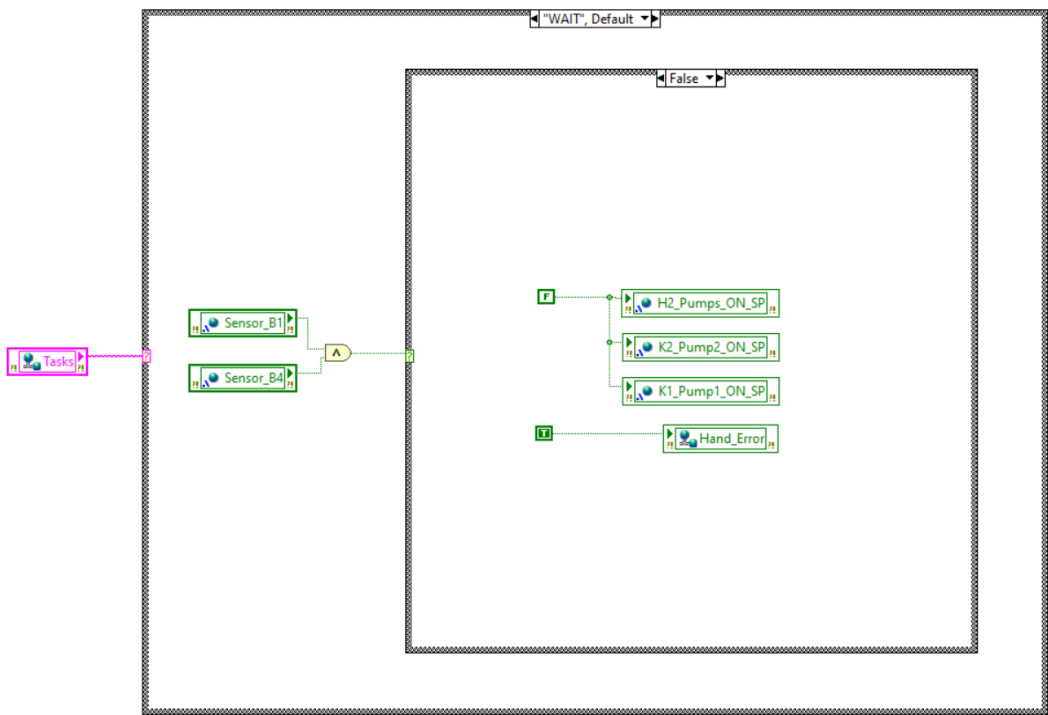 "WAIT", Default
False
F
H2_Pumps_ON_SP
Sensor_B1
K2_Pump2_ON_SP
Tasks
Sensor_B4
K1_Pump1_ON_SP
T
Hand_Error